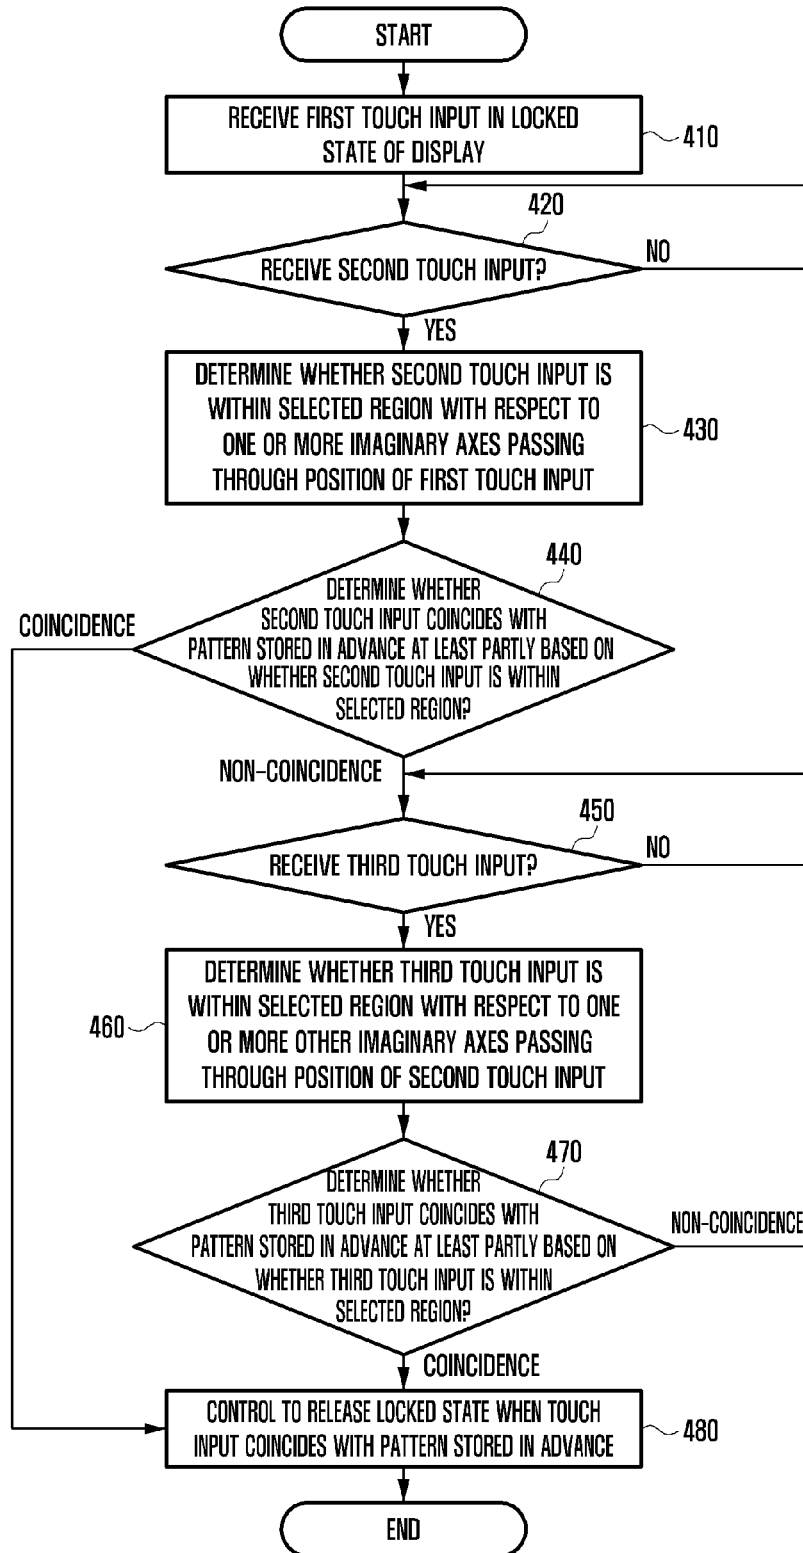 START
RECEIVE FIRST TOUCH INPUT IN LOCKED
STATE OF DISPLAY
410
420
RECEIVE SECOND TOUCH INPUT?
NO
YES
DETERMINE WHETHER SECOND TOUCH INPUT IS
WITHIN SELECTED REGION WITH RESPECT TO
ONE OR MORE IMAGINARY AXES PASSING
THROUGH POSITION OF FIRST TOUCH INPUT
430
440
DETERMINE WHETHER
SECOND TOUCH INPUT COINCIDES WITH
PATTERN STORED IN ADVANCE AT LEAST PARTLY BASED ON
WHETHER SECOND TOUCH INPUT IS WITHIN
SELECTED REGION?
COINCIDENCE
NON-COINCIDENCE
450
RECEIVE THIRD TOUCH INPUT?
NO
YES
DETERMINE WHETHER THIRD TOUCH INPUT IS
WITHIN SELECTED REGION WITH RESPECT TO ONE
OR MORE OTHER IMAGINARY AXES PASSING
THROUGH POSITION OF SECOND TOUCH INPUT
460
470
DETERMINE WHETHER
THIRD TOUCH INPUT COINCIDES WITH
PATTERN STORED IN ADVANCE AT LEAST PARTLY BASED ON
WHETHER THIRD TOUCH INPUT IS WITHIN
SELECTED REGION?
NON-COINCIDENCE
COINCIDENCE
CONTROL TO RELEASE LOCKED STATE WHEN TOUCH
INPUT COINCIDES WITH PATTERN STORED IN ADVANCE
480
END